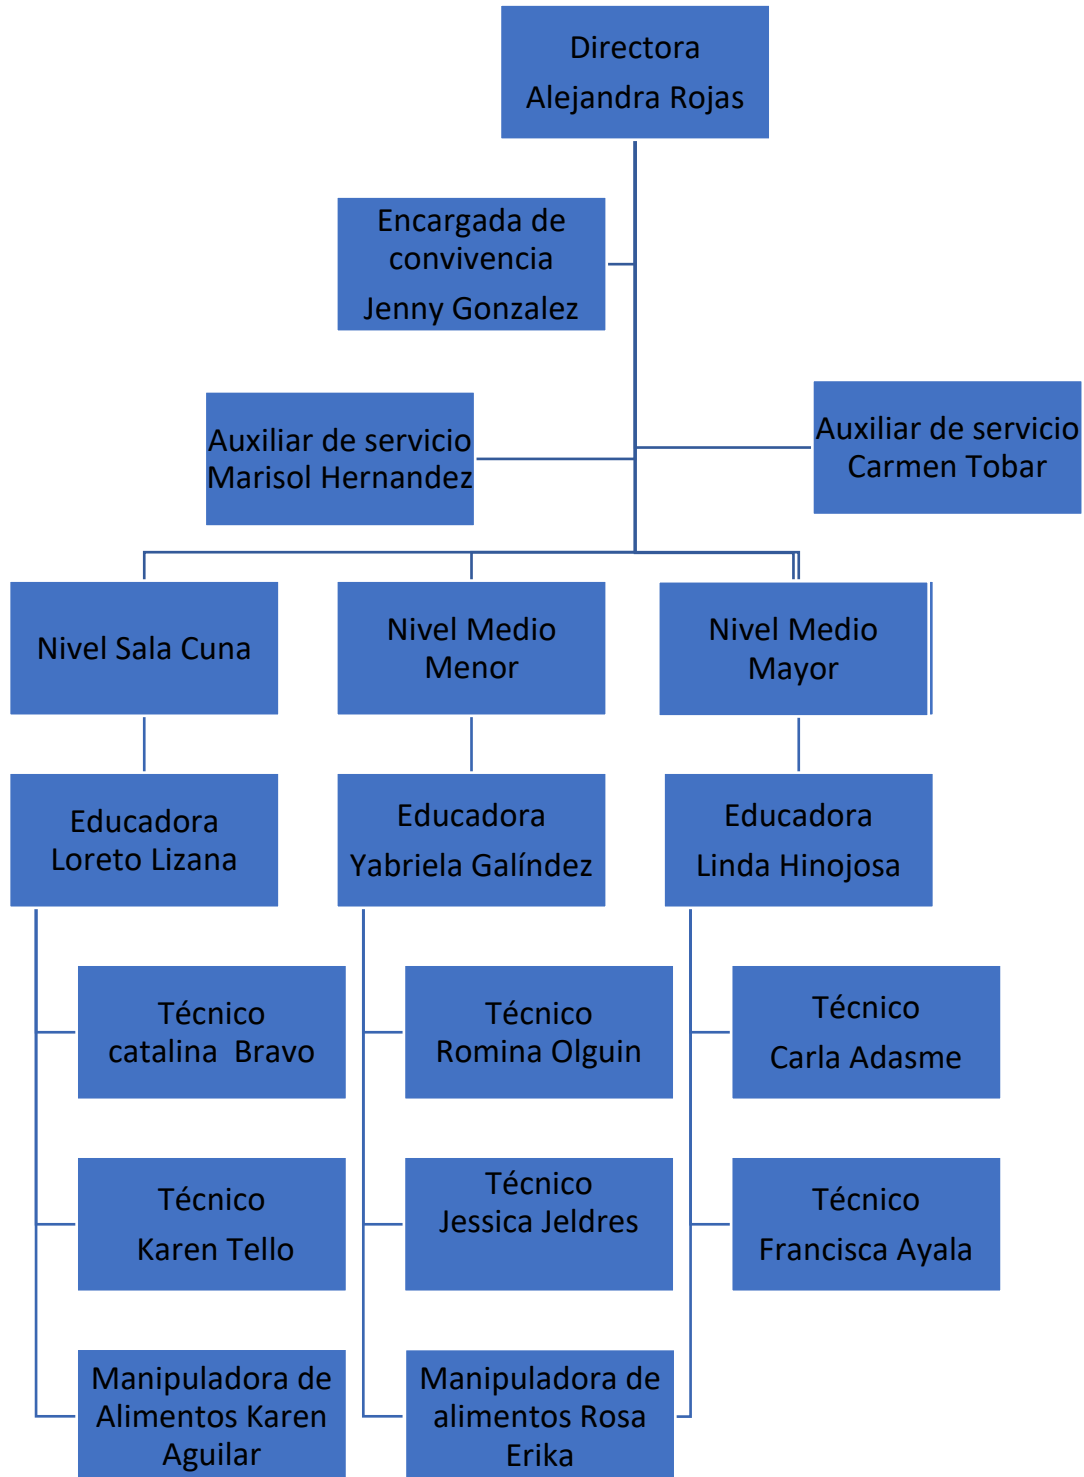 Directora
Alejandra Rojas
Encargada de
convivencia
Jenny Gonzalez
Auxiliar de servicio
Marisol Hernandez
Auxiliar de servicio
Carmen Tobar
Nivel Sala Cuna
Nivel Medio
Menor
Nivel Medio
Mayor
Educadora
Loreto Lizana
Educadora
Yabriela Galíndez
Educadora
Linda Hinojosa
Técnico
catalina  Bravo
Técnico
Romina Olguin
Técnico
Carla Adasme
Técnico
Karen Tello
Técnico
Jessica Jeldres
Técnico
Francisca Ayala
Manipuladora de
Alimentos Karen
Aguilar
Manipuladora de
alimentos Rosa
Erika